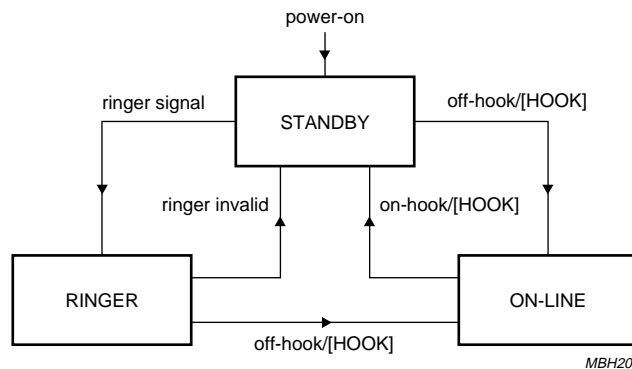 power-on
ringer signal
STANDBY
off-hook/[HOOK]
ringer invalid
on-hook/[HOOK]
RINGER
ON-LINE
off-hook/[HOOK]
MBH20